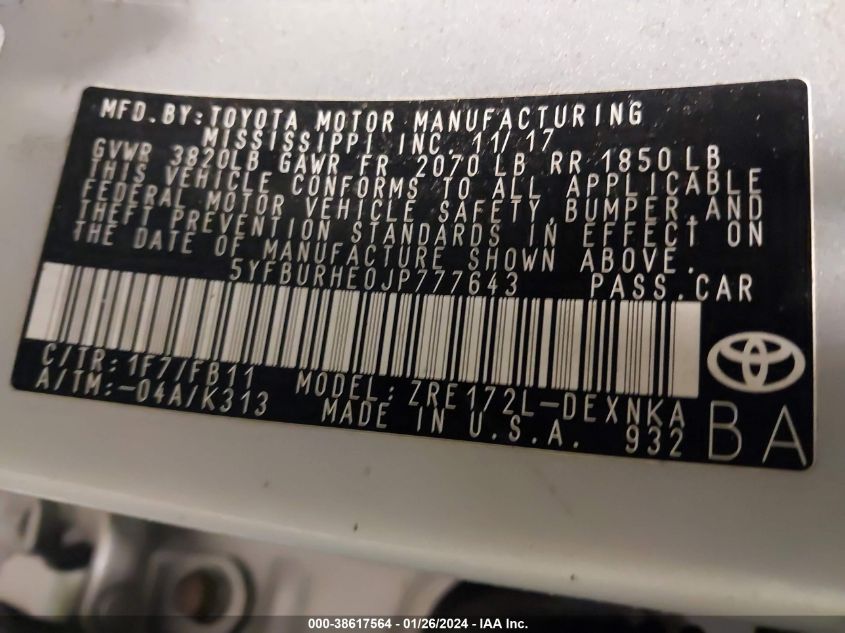 MFD.BY:TOYOTA MOTOR MANUFACTURING
MISSISSIPPI INC. 11/17
GVWR 3820LB GAWR FR 2070 LB RR 1850 LB
THIS VEHICLE CONFORMS TO ALL APPLICABLE
FEDERAL MOTOR VEHICLE SAFETY,BUMPER,AND
THEFT PREVENTION STANDARDS IN EFFECT ON
THE DATE OF MANUFACTURE SHOWN ABOVE.
5YFBURHE0JP777643 PASS.CAR
C/TR:1F7/FB11
A/TM:-04A/K313
MODEL:ZRE172L-DEXNKA
MADE IN U.S.A. 932
BA
000-38617564 - 01/26/2024 - IAA Inc.